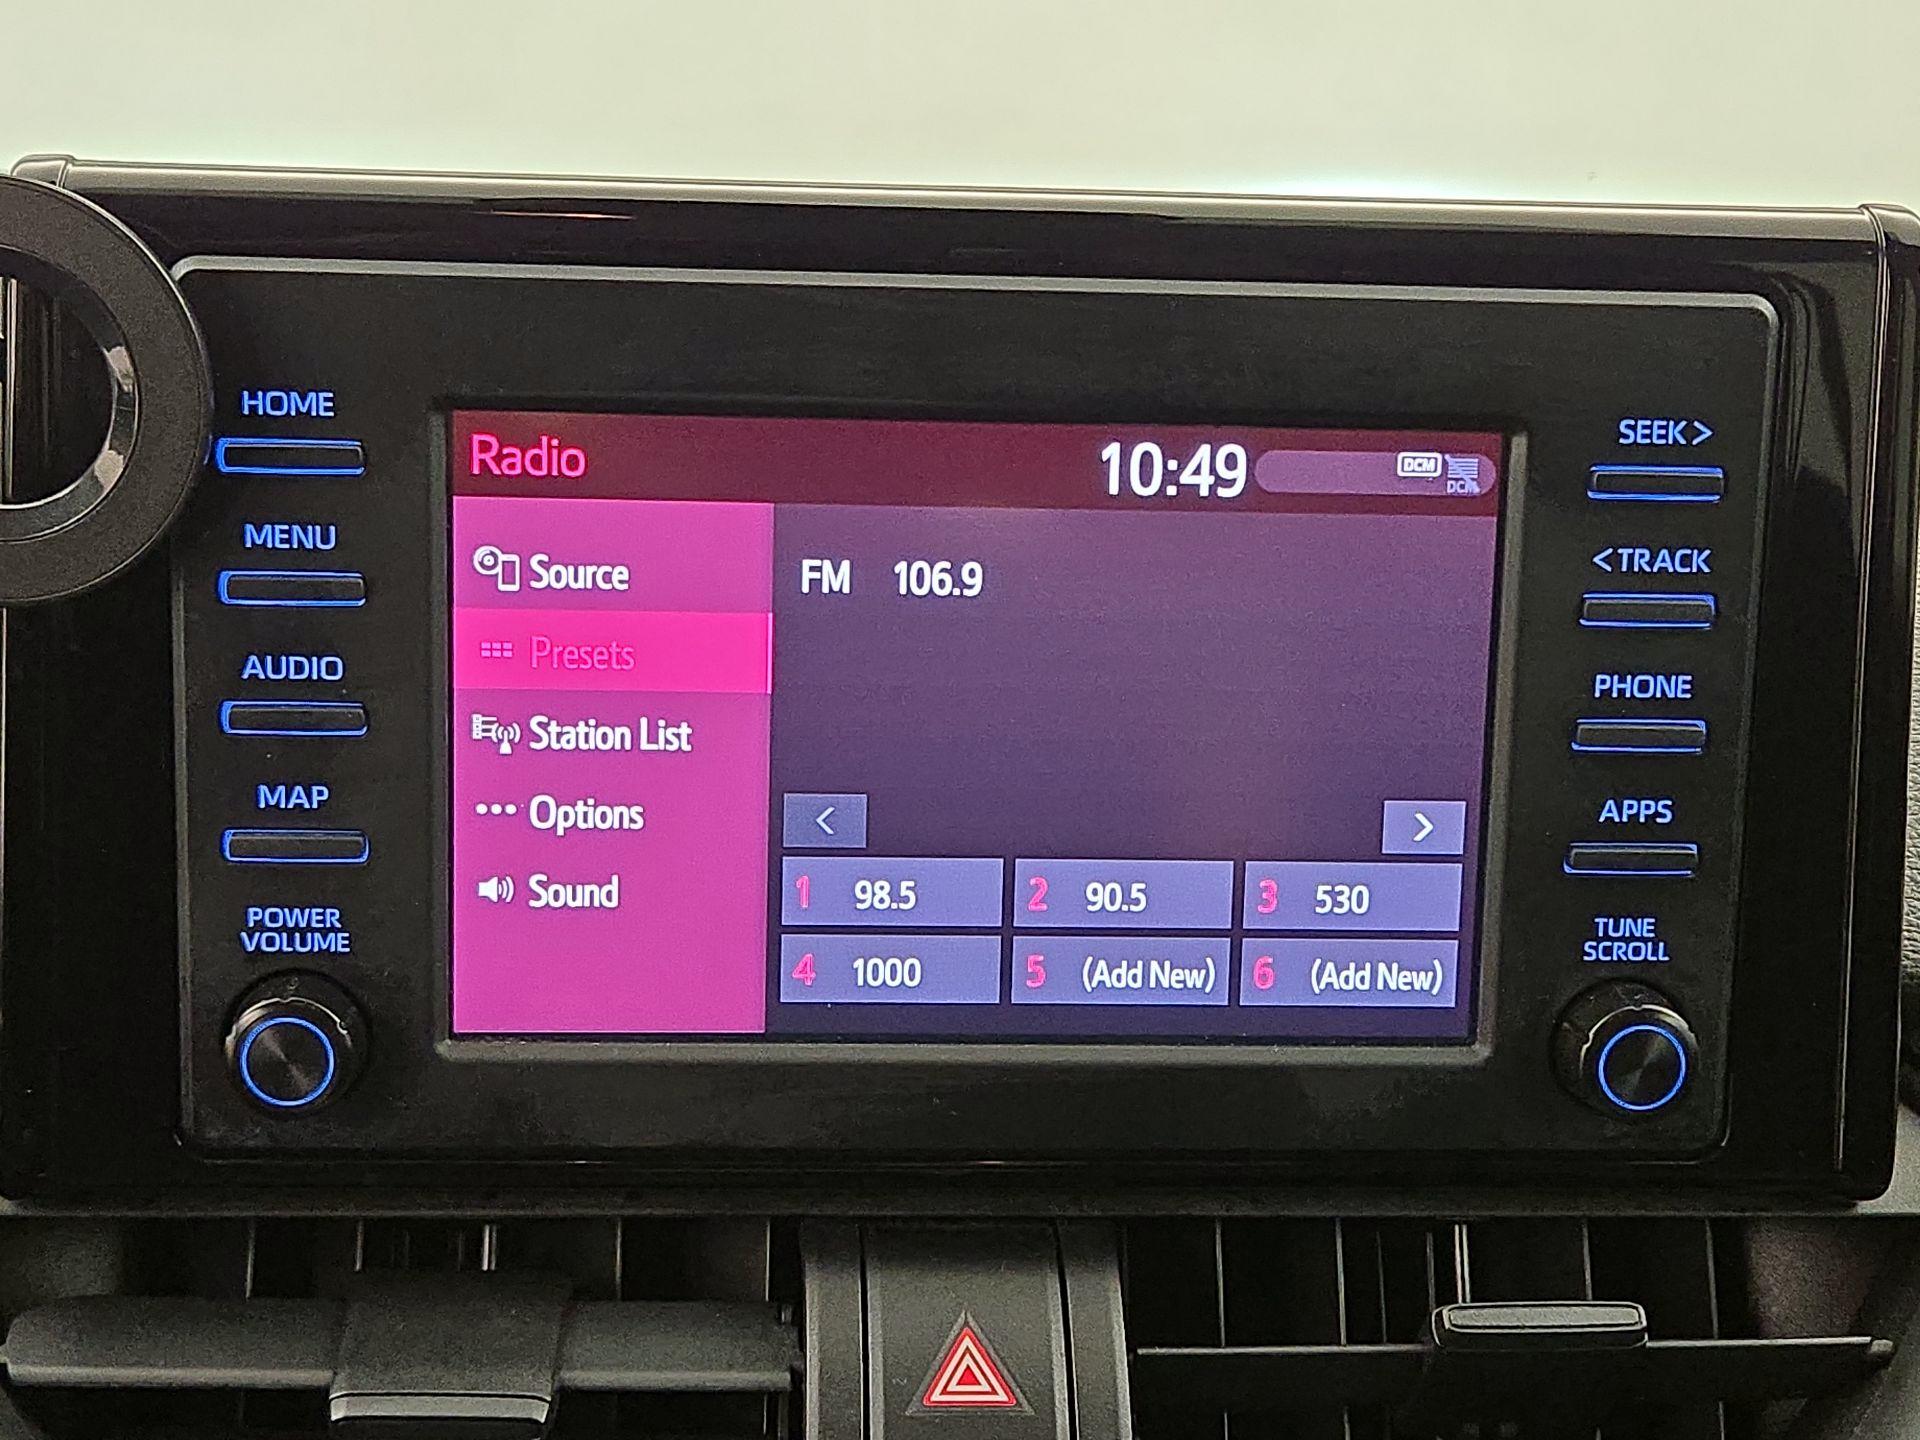 HOME
MENU
AUDIO
MAP
POWER
VOLUME
Radio
10:49
DCM
DCM
Source
Presets
Station List
Options
Sound
FM 106.9
<
>
1 98.5
2 90.5
3 530
4 1000
5 (Add New)
6 (Add New)
SEEK >
< TRACK
PHONE
APPS
TUNE
SCROLL